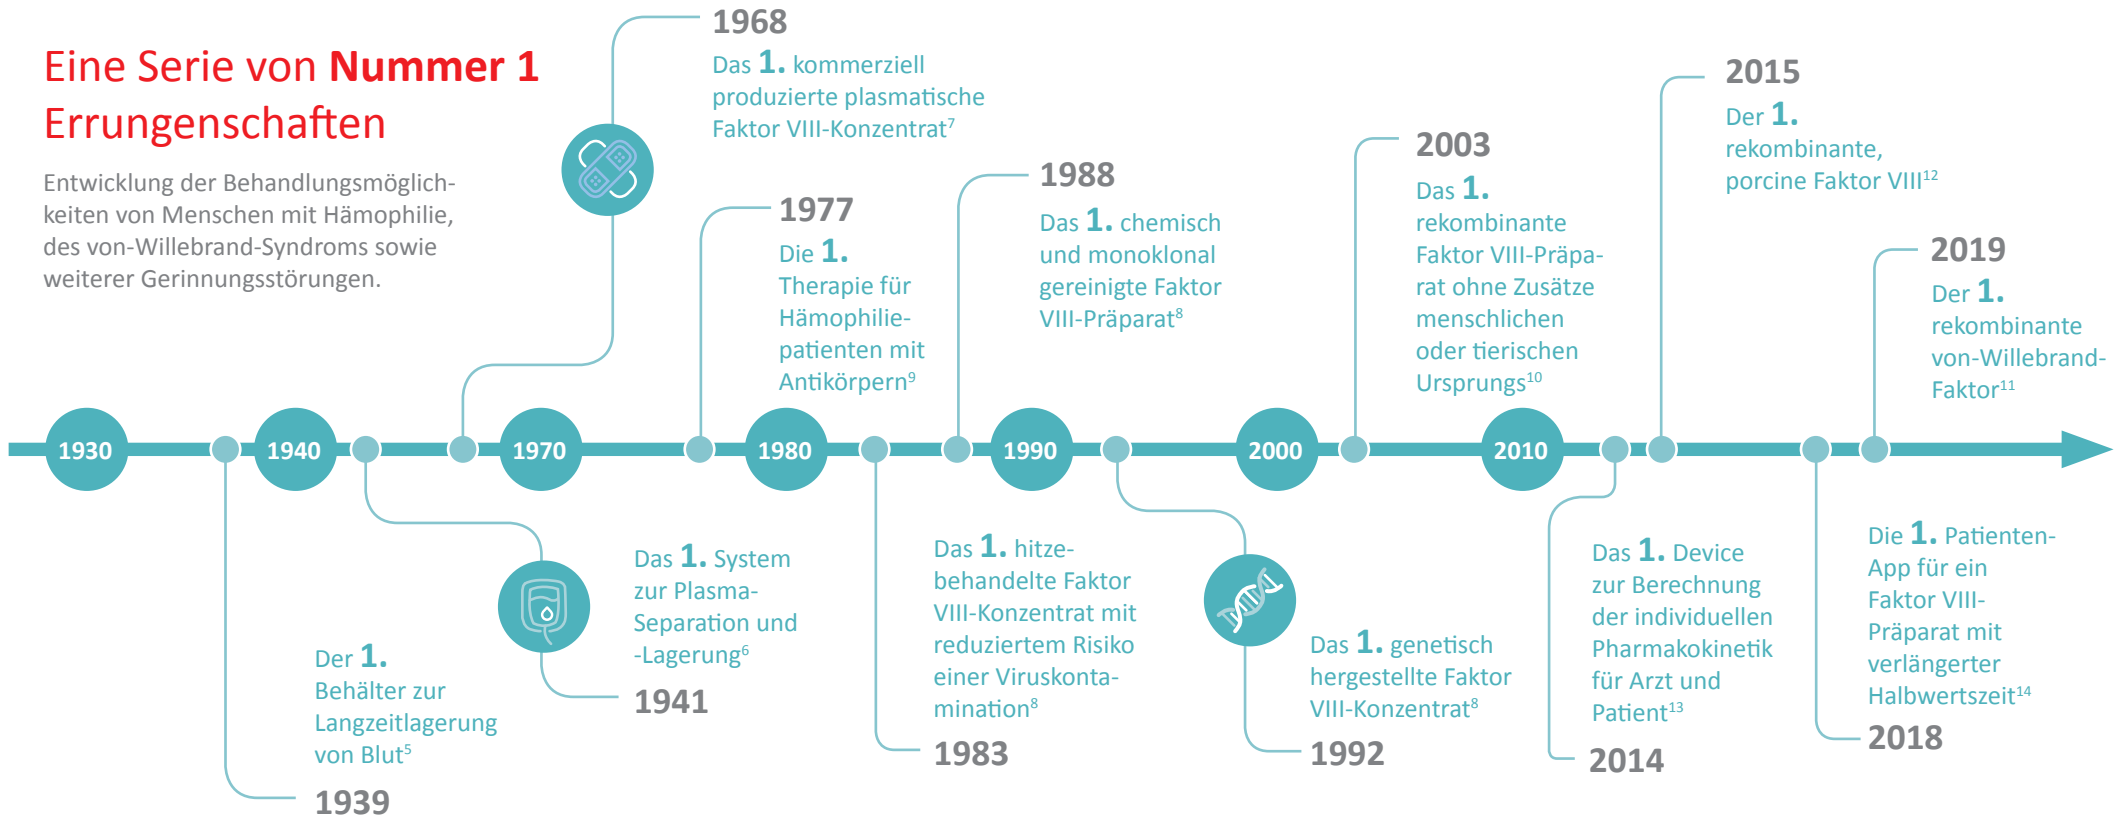 Eine Serie von Nummer 1
Errungenschaften
Entwicklung der Behandlungsmöglich-
keiten von Menschen mit Hämophilie,
des von-Willebrand-Syndroms sowie
weiterer Gerinnungsstörungen.
1968
Das 1. kommerziell
produzierte plasmatische
Faktor VIII-Konzentrat7
1977
Die 1.
Therapie für
Hämophilie-
patienten mit
Antikörpern9
1988
Das 1. chemisch
und monoklonal
gereinigte Faktor
VIII-Präparat8
2003
Das 1.
rekombinante
Faktor VIII-Präpa-
rat ohne Zusätze
menschlichen
oder tierischen
Ursprungs10
2015
Der 1.
rekombinante,
porcine Faktor VIII12
2019
Der 1.
rekombinante
von-Willebrand-
Faktor11
1930
1940
1970
1980
1990
2000
2010
Der 1.
Behälter zur
Langzeitlagerung
von Blut5
1939
Das 1. System
zur Plasma-
Separation und
-Lagerung6
1941
Das 1. hitze-
behandelte Faktor
VIII-Konzentrat mit
reduziertem Risiko
einer Viruskonta-
mination8
1983
Das 1. genetisch
hergestellte Faktor
VIII-Konzentrat8
1992
Das 1. Device
zur Berechnung
der individuellen
Pharmakokinetik
für Arzt und
Patient13
2014
Die 1. Patienten-
App für ein
Faktor VIII-
Präparat mit
verlängerter
Halbwertszeit14
2018